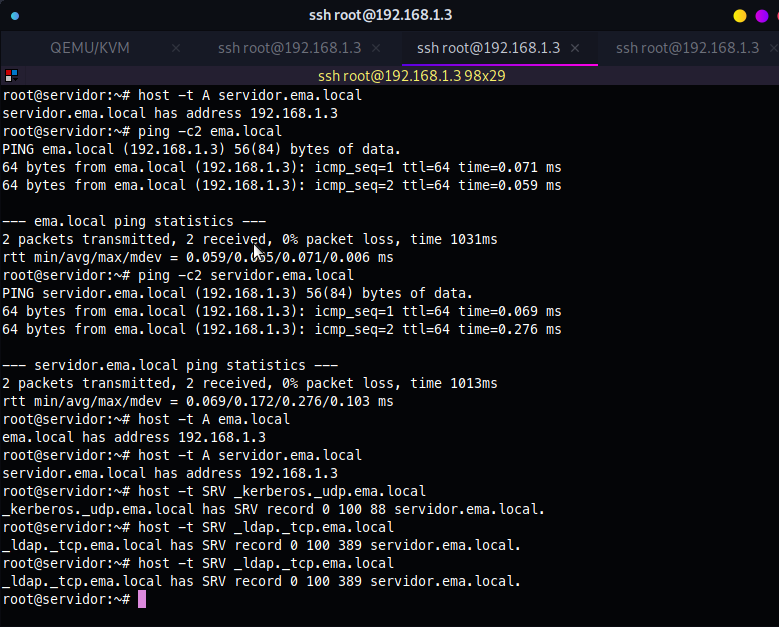 ssh root@192.168.1.3
QEMU/KVM × ssh root@192.168.1.3 × ssh root@192.168.1.3 × ssh root@192.168.1.3 ×
ssh root@192.168.1.3 98x29
root@servidor:~# host -t A servidor.ema.local
servidor.ema.local has address 192.168.1.3
root@servidor:~# ping -c2 ema.local
PING ema.local (192.168.1.3) 56(84) bytes of data.
64 bytes from ema.local (192.168.1.3): icmp_seq=1 ttl=64 time=0.071 ms
64 bytes from ema.local (192.168.1.3): icmp_seq=2 ttl=64 time=0.059 ms
--- ema.local ping statistics ---
2 packets transmitted, 2 received, 0% packet loss, time 1031ms
rtt min/avg/max/mdev = 0.059/0.065/0.071/0.006 ms
root@servidor:~# ping -c2 servidor.ema.local
PING servidor.ema.local (192.168.1.3) 56(84) bytes of data.
64 bytes from ema.local (192.168.1.3): icmp_seq=1 ttl=64 time=0.069 ms
64 bytes from ema.local (192.168.1.3): icmp_seq=2 ttl=64 time=0.276 ms
--- servidor.ema.local ping statistics ---
2 packets transmitted, 2 received, 0% packet loss, time 1013ms
rtt min/avg/max/mdev = 0.069/0.172/0.276/0.103 ms
root@servidor:~# host -t A ema.local
ema.local has address 192.168.1.3
root@servidor:~# host -t A servidor.ema.local
servidor.ema.local has address 192.168.1.3
root@servidor:~# host -t SRV _kerberos._udp.ema.local
_kerberos._udp.ema.local has SRV record 0 100 88 servidor.ema.local.
root@servidor:~# host -t SRV _ldap._tcp.ema.local
_ldap._tcp.ema.local has SRV record 0 100 389 servidor.ema.local.
root@servidor:~# host -t SRV _ldap._tcp.ema.local
_ldap._tcp.ema.local has SRV record 0 100 389 servidor.ema.local.
root@servidor:~#